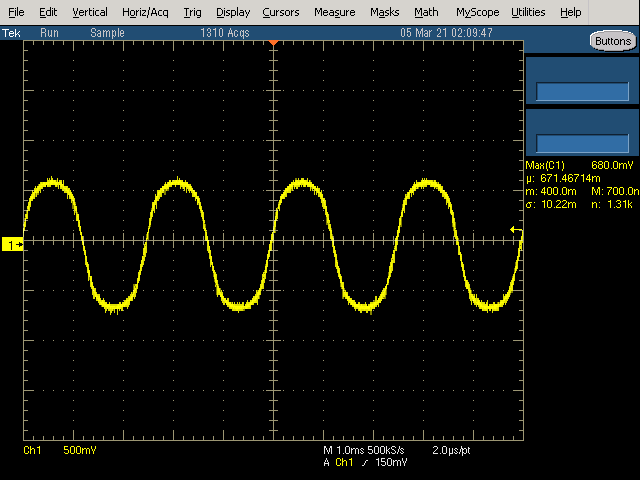 File Edit Vertical Horiz/Acq Trig Display Cursors Measure Masks Math MyScope Utilities Help
Tek Run Sample 1310 Acqs 05 Mar 21 02:09:47
Buttons
Max(C1) 680.0mV
µ: 671.46714m
m: 400.0m M: 700.0m
σ: 10.22m n: 1.31k
1
Ch1 500mV M 1.0ms 500kS/s 2.0µs/pt
A Ch1 150mV